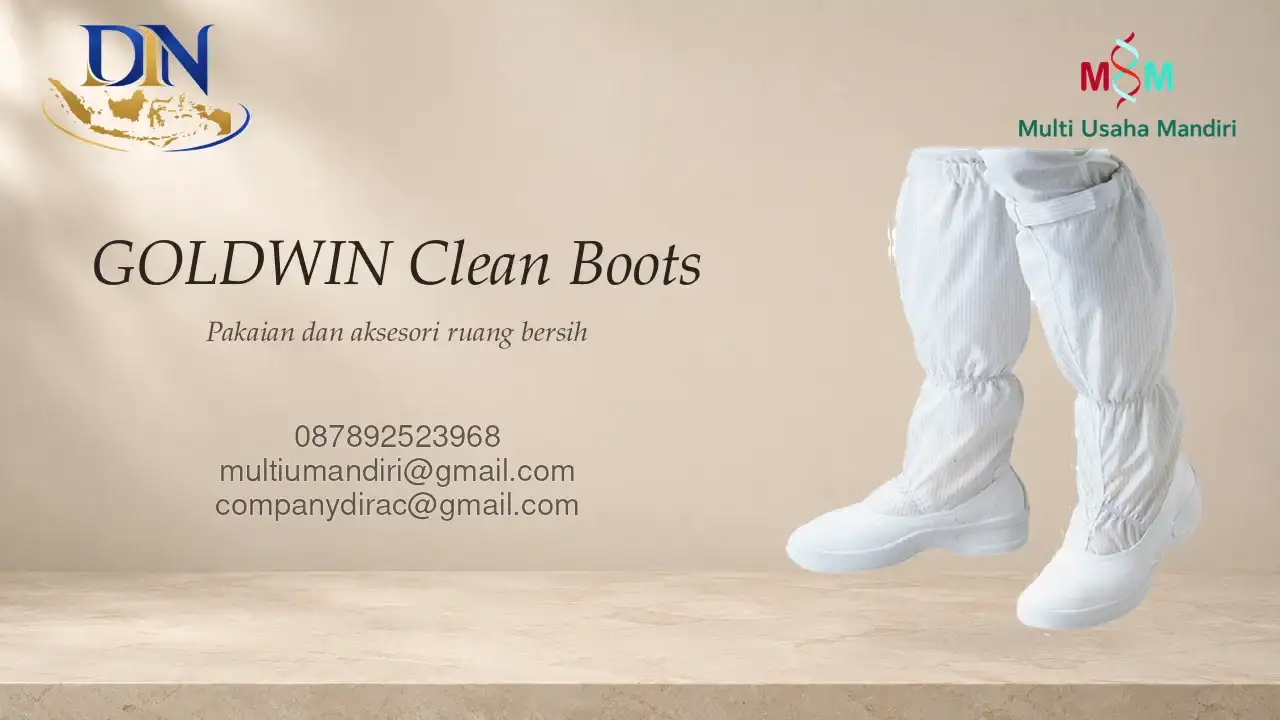 DIN
M M
Multi Usaha Mandiri
GOLDWIN Clean Boots
Pakaian dan aksesori ruang bersih
087892523968
multiumandiri@gmail.com
companydirac@gmail.com